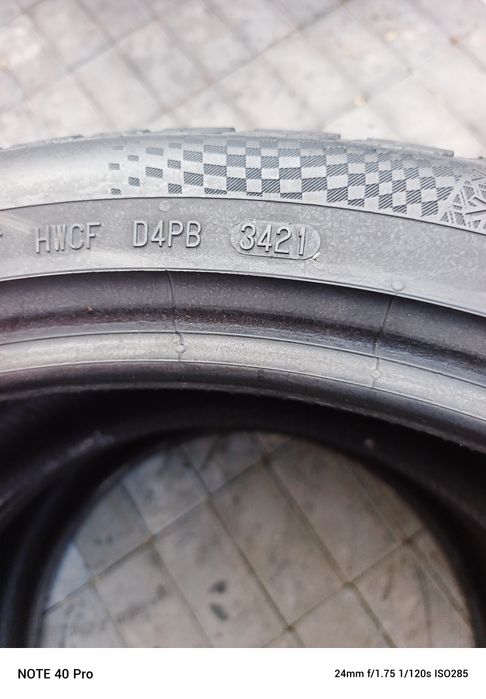 HWCF D4PB 3421
NOTE 40 Pro
24mm f/1.75 1/120s ISO285